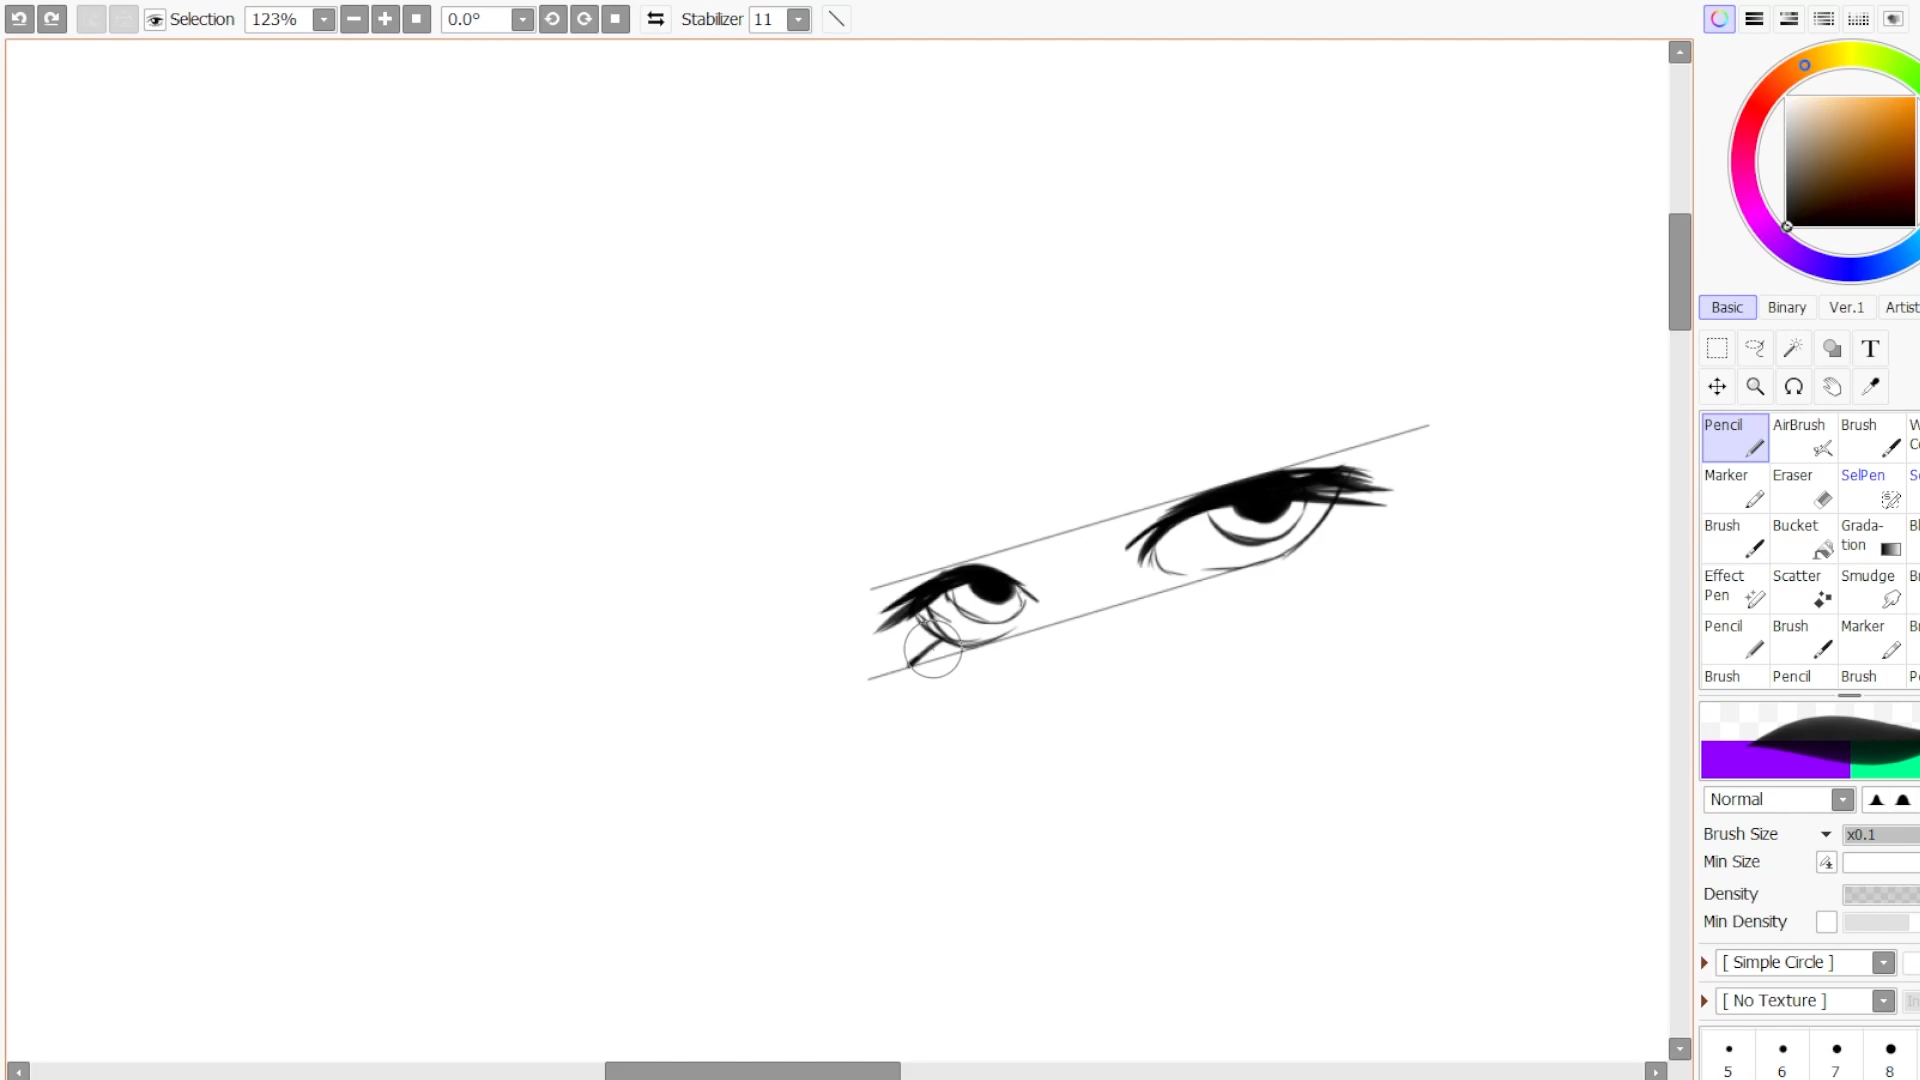 Selection 123% 0.0° Stabilizer 11
Basic Binary Ver.1 Artist
T
Pencil AirBrush Brush
Marker Eraser SelPen
Brush Bucket Grada-
tion
Effect Scatter Smudge
Pen
Pencil Brush Marker
Brush Pencil Brush
Normal
Brush Size x0.1
Min Size
Density
Min Density
[ Simple Circle ]
[ No Texture ]
5 6 7 8